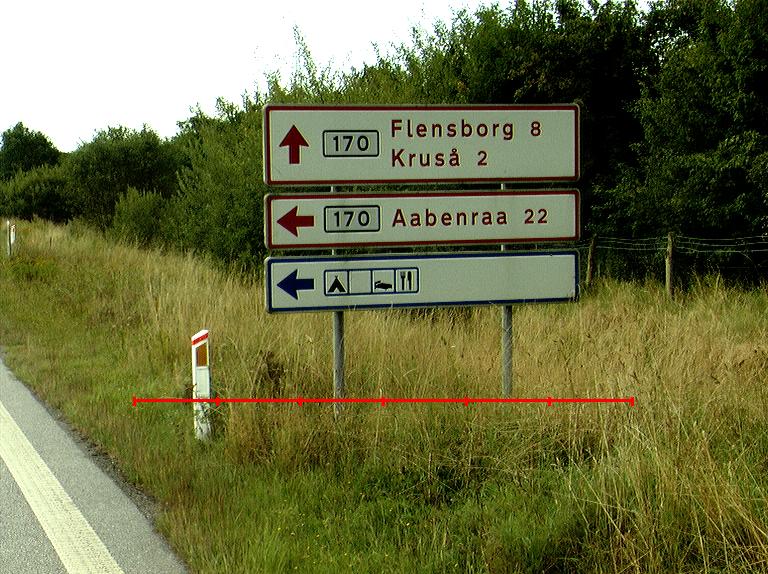 170 Flensborg 8
Kruså 2
170 Aabenraa 22